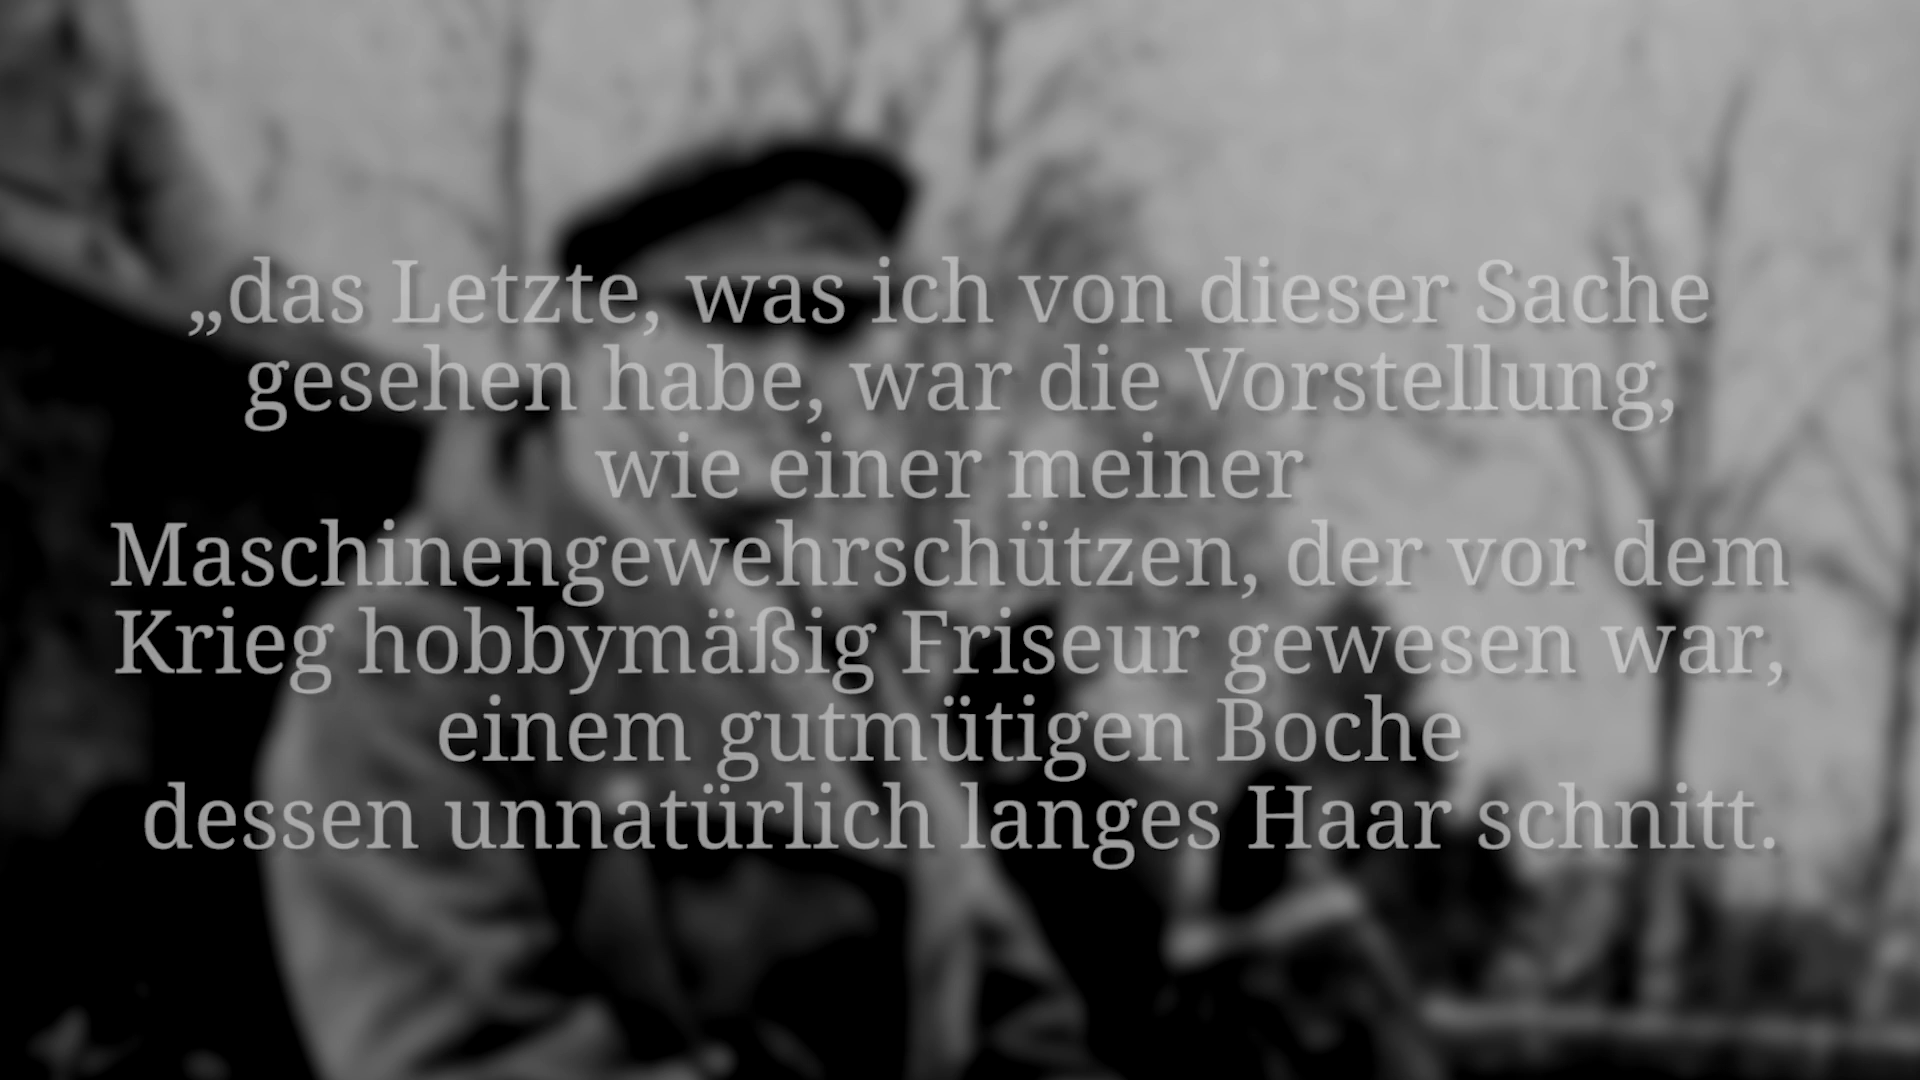 „das Letzte, was ich von dieser Sache
gesehen habe, war die Vorstellung,
wie einer meiner
Maschinengewehrschützen, der vor dem
Krieg hobbymäßig Friseur gewesen war,
einem gutmütigen Boche
dessen unnatürlich langes Haar schnitt.